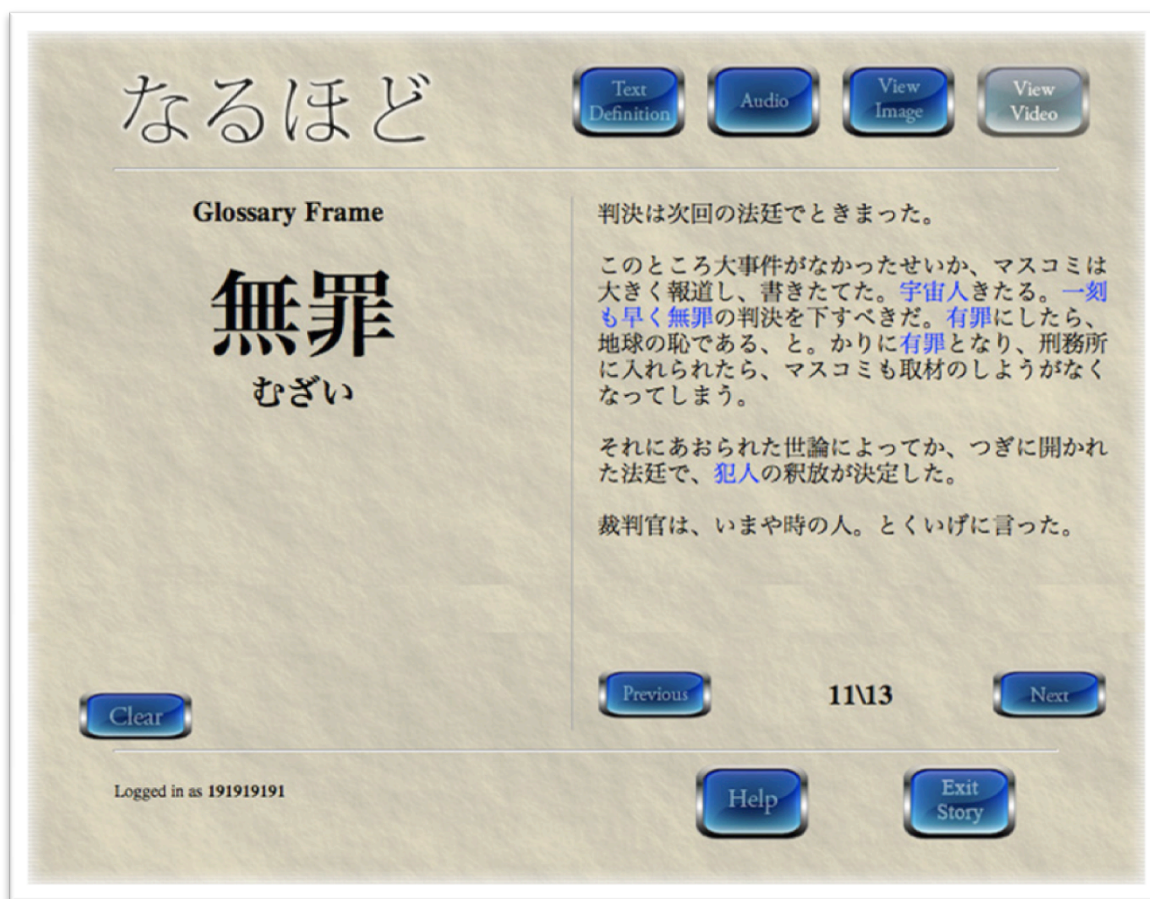 なるほど
Text
Definition
Audio
View
Image
View
Video
Glossary Frame
無罪
むざい
判決は次回の法廷でときまった。
このところ大事件がなかったせいか、マスコミは
大きく報道し、書きたてた。宇宙人きたる。一刻
も早く無罪の判決を下すべきだ。有罪にしたら、
地球の恥である、と。かりに有罪となり、刑務所
に入れられたら、マスコミも取材のしようがなく
なってしまう。
それにあおられた世論によってか、つぎに開かれ
た法廷で、犯人の釈放が決定した。
裁判官は、いまや時の人。とくいげに言った。
Previous
11\13
Next
Clear
Logged in as 191919191
Help
Exit
Story